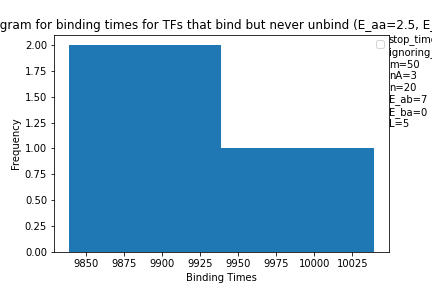 gram for binding times for TFs that bind but never unbind (E_aa=2.5, E_
stop_time
ignoring_
m=50
nA=3
n=20
E_ab=7
E_ba=0
L=5
2.00
1.75
1.50
1.25
1.00
0.75
0.50
0.25
0.00
Frequency
9850 9875 9900 9925 9950 9975 10000 10025
Binding Times